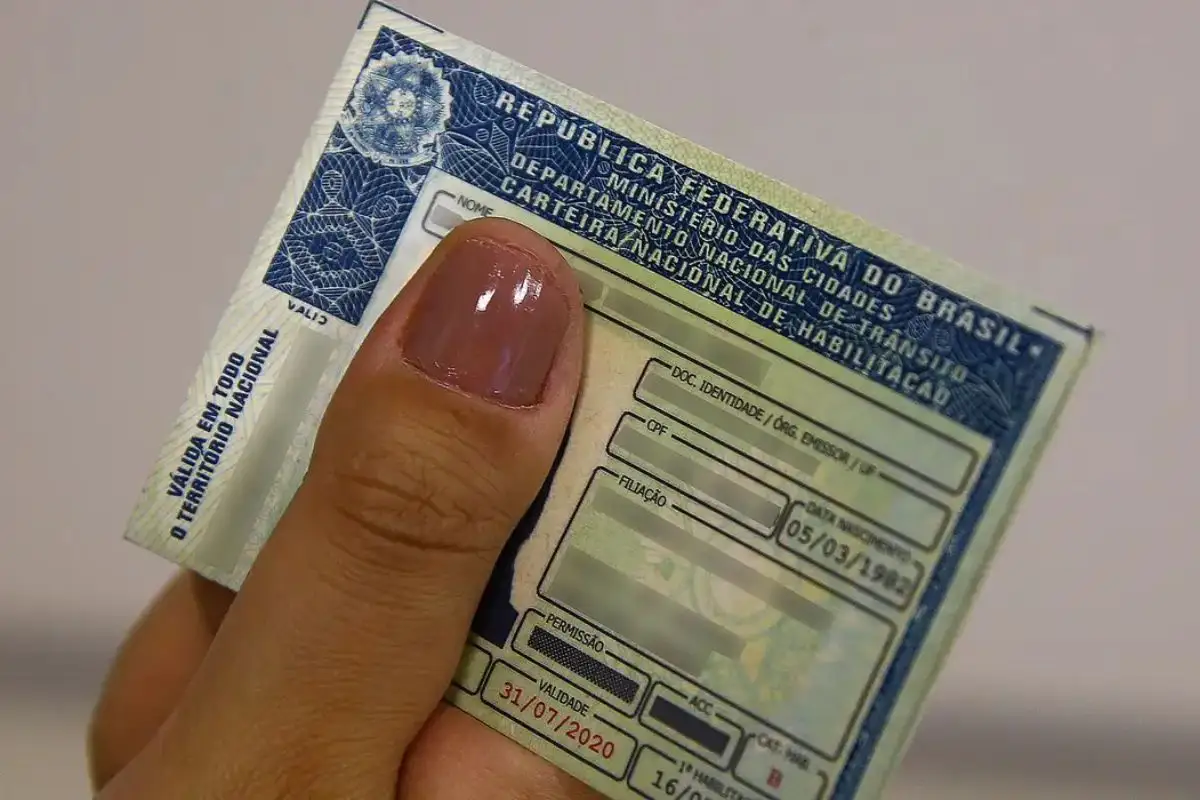 REPÚBLICA FEDERATIVA DO BRASIL
MINISTÉRIO DAS CIDADES
DEPARTAMENTO NACIONAL DE TRÂNSITO
CARTEIRA NACIONAL DE HABILITAÇÃO
NOME
DOC. IDENTIDADE / ÓRG. EMISSOR / UF
CPF
DATA NASCIMENTO
05/03/1982
FILIAÇÃO
PERMISSÃO
ACC
CAT. HAB.
B
VALIDADE
31/07/2020
1ª HABILITA
VÁLIDA EM TODO
O TERRITÓRIO NACIONAL